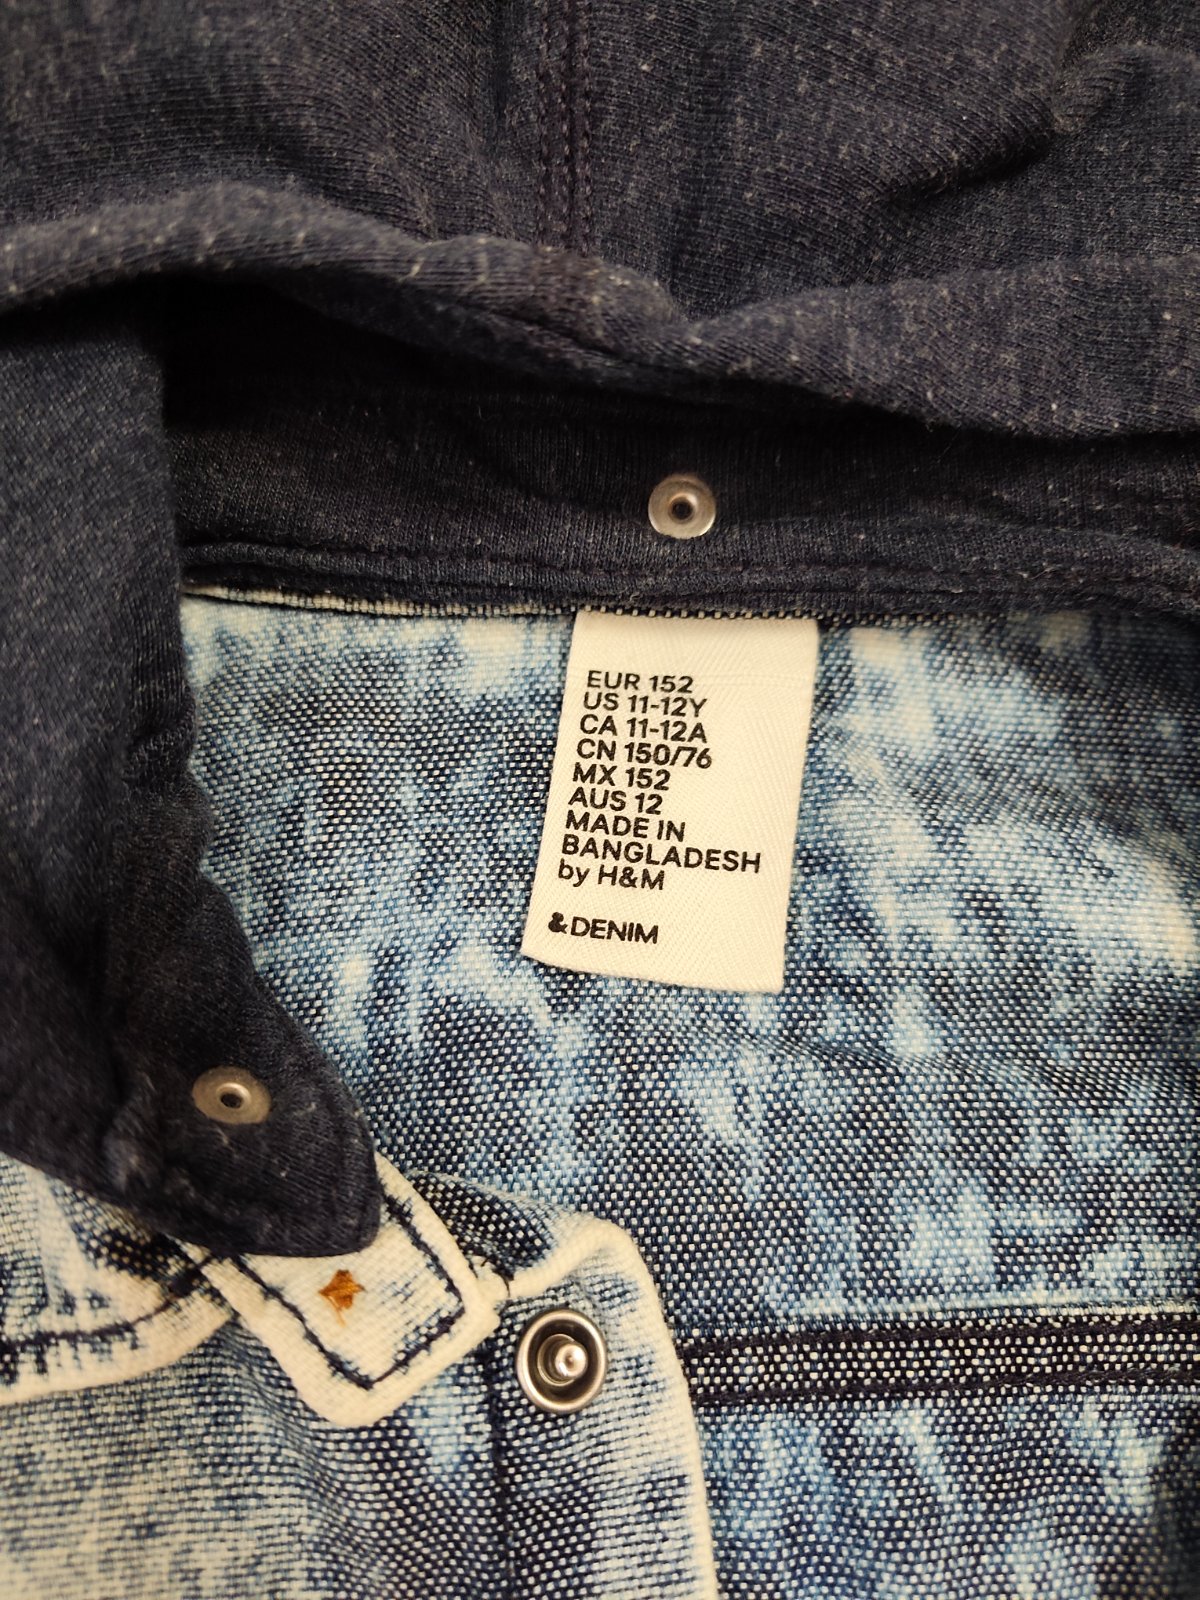 EUR 152
US 11-12Y
CA 11-12A
CN 150/76
MX 152
AUS 12
MADE IN
BANGLADESH
by H&M
&DENIM